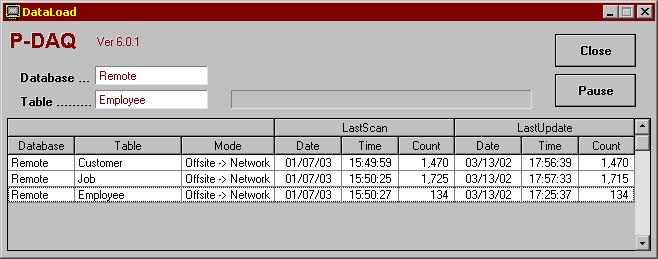 DataLoad
P-DAQ Ver 6.0.1
Close
Database ... Remote
Pause
Table ......... Employee
LastScan LastUpdate
Database Table Mode Date Time Count Date Time Count
Remote Customer Offsite -> Network 01/07/03 15:49:59 1,470 03/13/02 17:56:39 1,470
Remote Job Offsite -> Network 01/07/03 15:50:25 1,725 03/13/02 17:57:33 1,715
Remote Employee Offsite -> Network 01/07/03 15:50:27 134 03/13/02 17:25:37 134